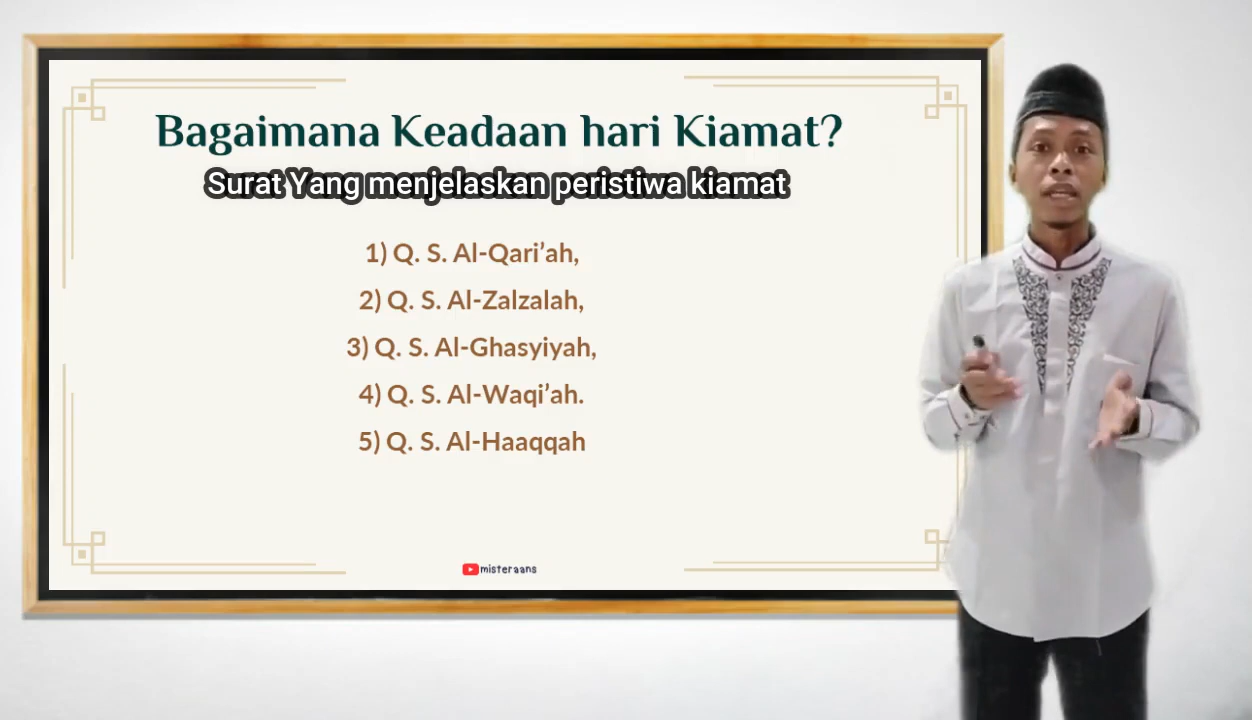 Bagaimana Keadaan hari Kiamat?
Surat Yang menjelaskan peristiwa kiamat
1) Q. S. Al-Qari’ah,
2) Q. S. Al-Zalzalah,
3) Q. S. Al-Ghasyiyah,
4) Q. S. Al-Waqi’ah.
5) Q. S. Al-Haaqqah
misteraans